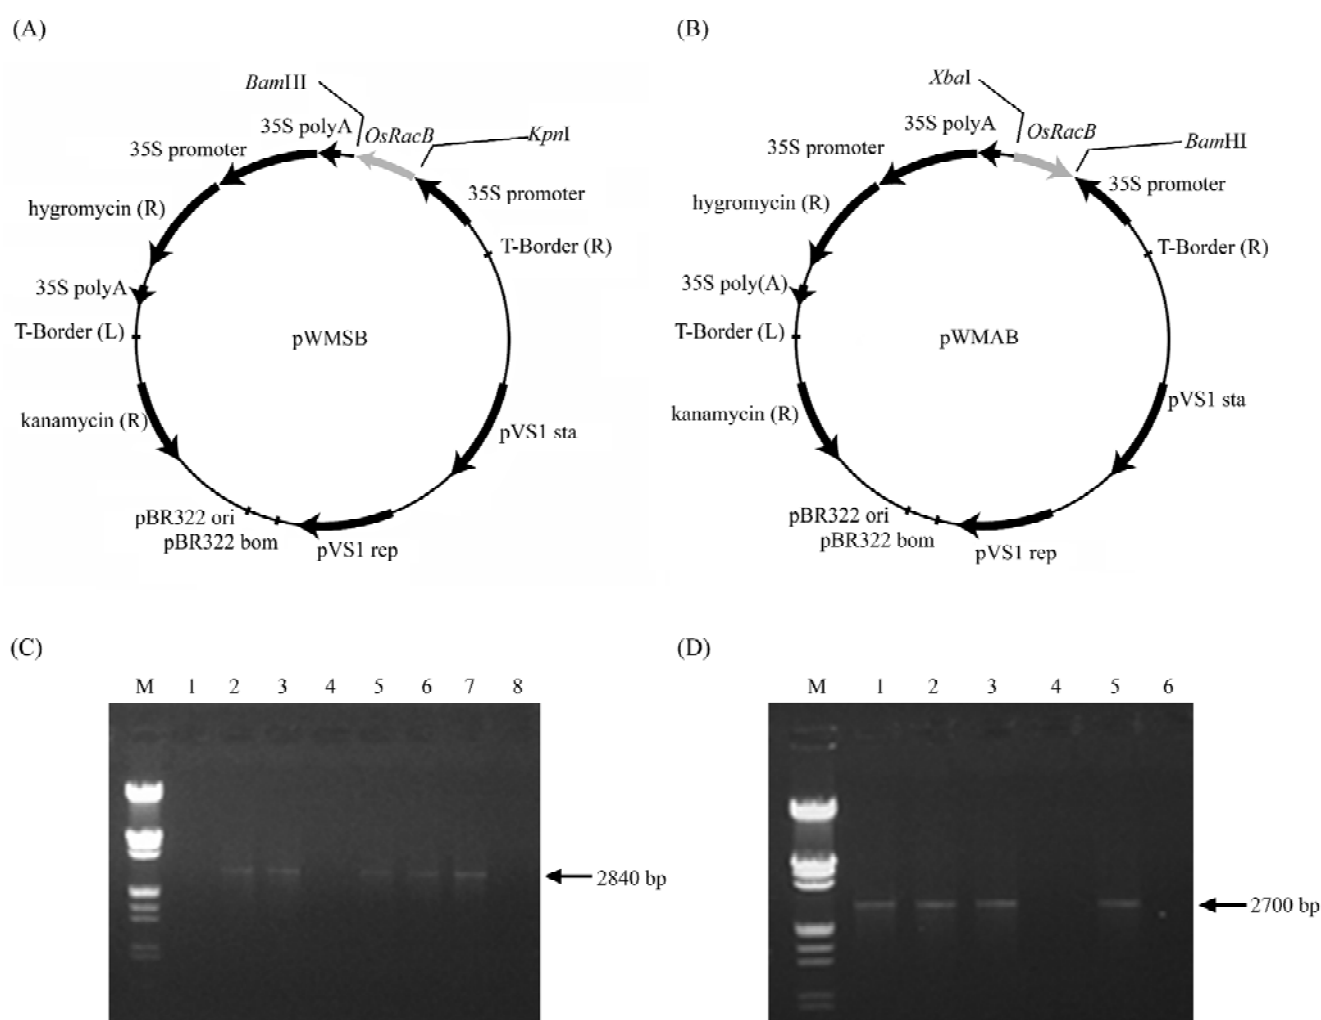 (A)
BamIII
35S polyA
OsRacB
KpnI
35S promoter
35S promoter
hygromycin (R)
T-Border (R)
35S polyA
T-Border (L)
pWMSB
kanamycin (R)
pVS1 sta
pBR322 ori
pBR322 bom
pVS1 rep
(B)
XbaI
35S polyA
OsRacB
BamHI
35S promoter
35S promoter
hygromycin (R)
T-Border (R)
35S poly(A)
T-Border (L)
pWMAB
kanamycin (R)
pVS1 sta
pBR322 ori
pBR322 bom
pVS1 rep
(C)
M 1 2 3 4 5 6 7 8
2840 bp
(D)
M 1 2 3 4 5 6
2700 bp